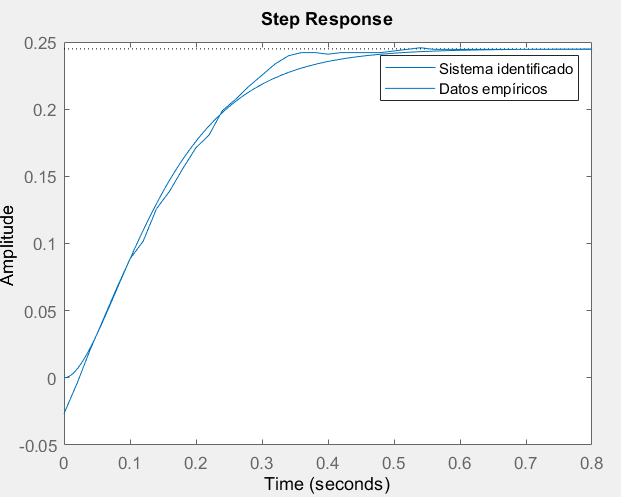 Step Response
Amplitude
0.25
0.2
0.15
0.1
0.05
0
-0.05
Sistema identificado
Datos empíricos
0 0.1 0.2 0.3 0.4 0.5 0.6 0.7 0.8
Time (seconds)